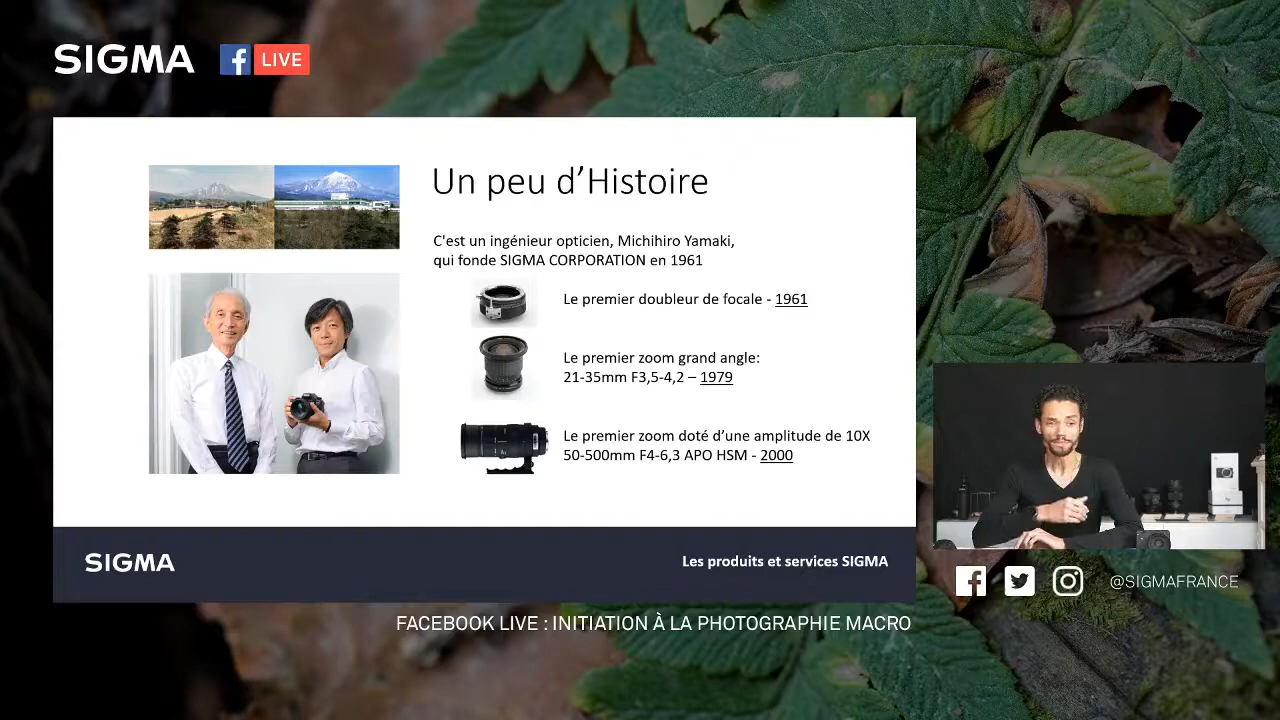 SIGMA
f LIVE
Un peu d’Histoire
C'est un ingénieur opticien, Michihiro Yamaki,
qui fonde SIGMA CORPORATION en 1961
Le premier doubleur de focale - 1961
Le premier zoom grand angle:
21-35mm F3,5-4,2 – 1979
Le premier zoom doté d’une amplitude de 10X
50-500mm F4-6,3 APO HSM - 2000
SIGMA
Les produits et services SIGMA
@SIGMAFRANCE
FACEBOOK LIVE : INITIATION À LA PHOTOGRAPHIE MACRO